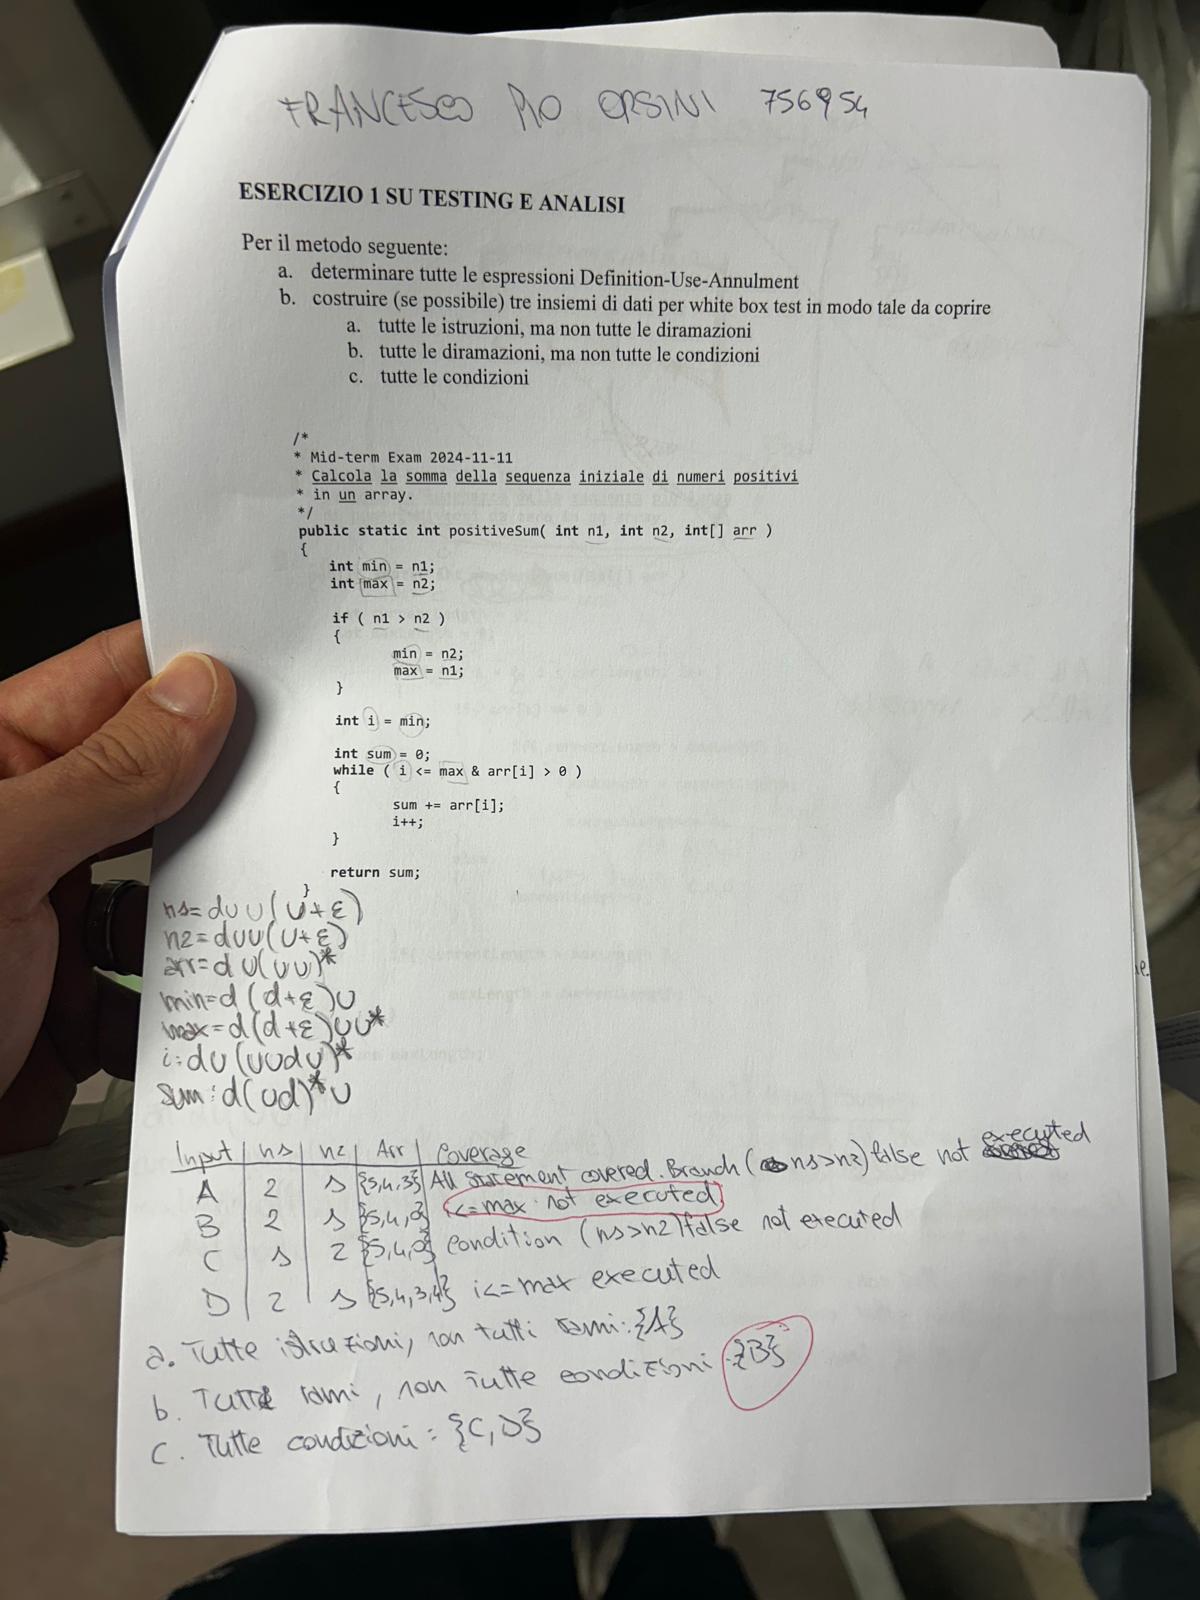 FRANCESCO PIO ORSINI 756954
ESERCIZIO 1 SU TESTING E ANALISI
Per il metodo seguente:
a. determinare tutte le espressioni Definition-Use-Annulment
b. costruire (se possibile) tre insiemi di dati per white box test in modo tale da coprire
a. tutte le istruzioni, ma non tutte le diramazioni
b. tutte le diramazioni, ma non tutte le condizioni
c. tutte le condizioni
/*
* Mid-term Exam 2024-11-11
* Calcola la somma della sequenza iniziale di numeri positivi
* in un array.
*/
public static int positiveSum( int n1, int n2, int[] arr )
{
int min = n1;
int max = n2;
if ( n1 > n2 )
{
min = n2;
max = n1;
}
int i = min;
int sum = 0;
while ( i <= max & arr[i] > 0 )
{
sum += arr[i];
i++;
}
return sum;
}
n1= duu(u+ε)
n2= duu(u+ε)
arr= du(uu)*
min=d(d+ε)u
max=d(d+ε)uu*
i: du(uudu)*
sum: d(ud)*u
Input | n1 | n2 | Arr | Coverage
A | 2 | 1 | {5,4,3} | All statement covered. Branch (n1>n2) false not executed
B | 2 | 1 | {5,4,0} | i<=max not executed
C | 1 | 2 | {5,4,0} | condition (n1>n2) false not executed
D | 2 | 1 | {5,4,3,4} | i<=max executed
a. Tutte istruzioni, non tutti rami: {A}
b. Tutti rami, non Tutte condizioni: {B}
c. Tutte condizioni: {C,D}